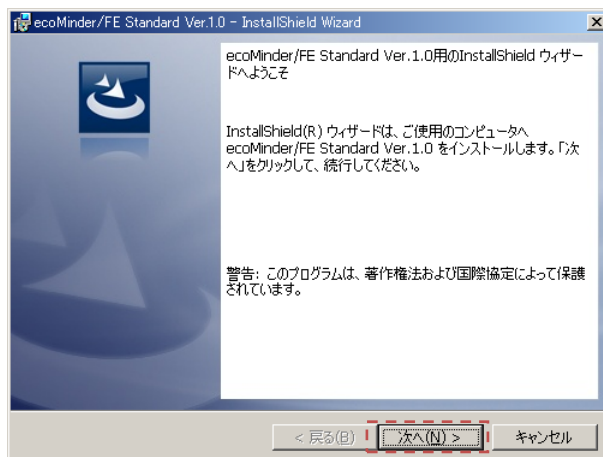 ecoMinder/FE Standard Ver.1.0 - InstallShield Wizard
ecoMinder/FE Standard Ver.1.0用のInstallShield ウィザー
ドへようこそ
InstallShield(R) ウィザードは、ご使用のコンピュータへ
ecoMinder/FE Standard Ver.1.0 をインストールします。「次
へ」をクリックして、続行してください。
警告: このプログラムは、著作権法および国際協定によって保護
されています。
< 戻る(B) 次へ(N) > キャンセル